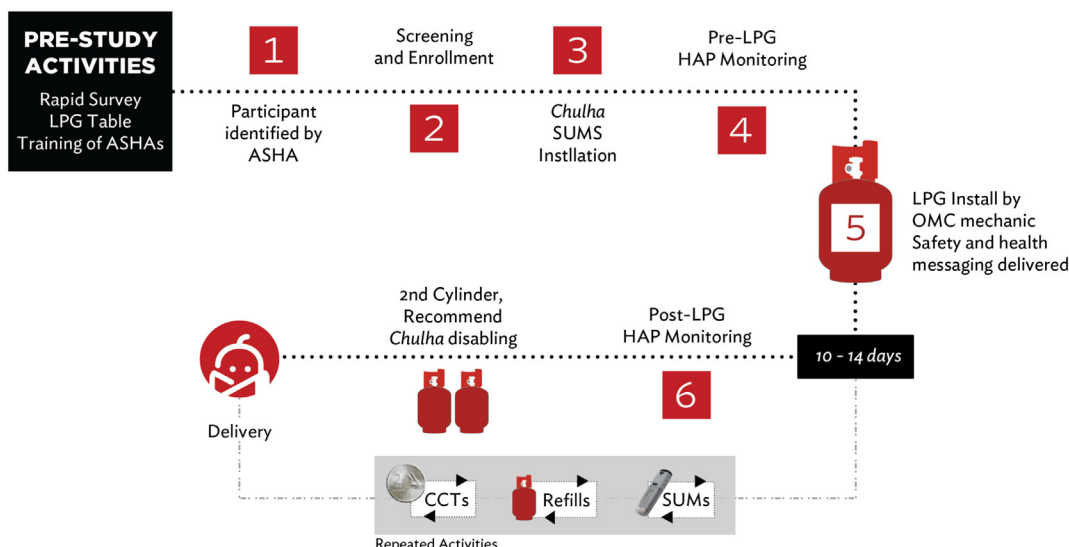 PRE-STUDY
ACTIVITIES
Rapid Survey
LPG Table
Training of ASHAs
1
Participant
identified by
ASHA
Screening
and Enrollment
2
3
Chulha
SUMS
Instllation
Pre-LPG
HAP Monitoring
4
5
LPG Install by
OMC mechanic
Safety and health
messaging delivered
10 - 14 days
Post-LPG
HAP Monitoring
6
2nd Cylinder,
Recommend
Chulha disabling
Delivery
CCTs
Refills
SUMs
Repeated Activities